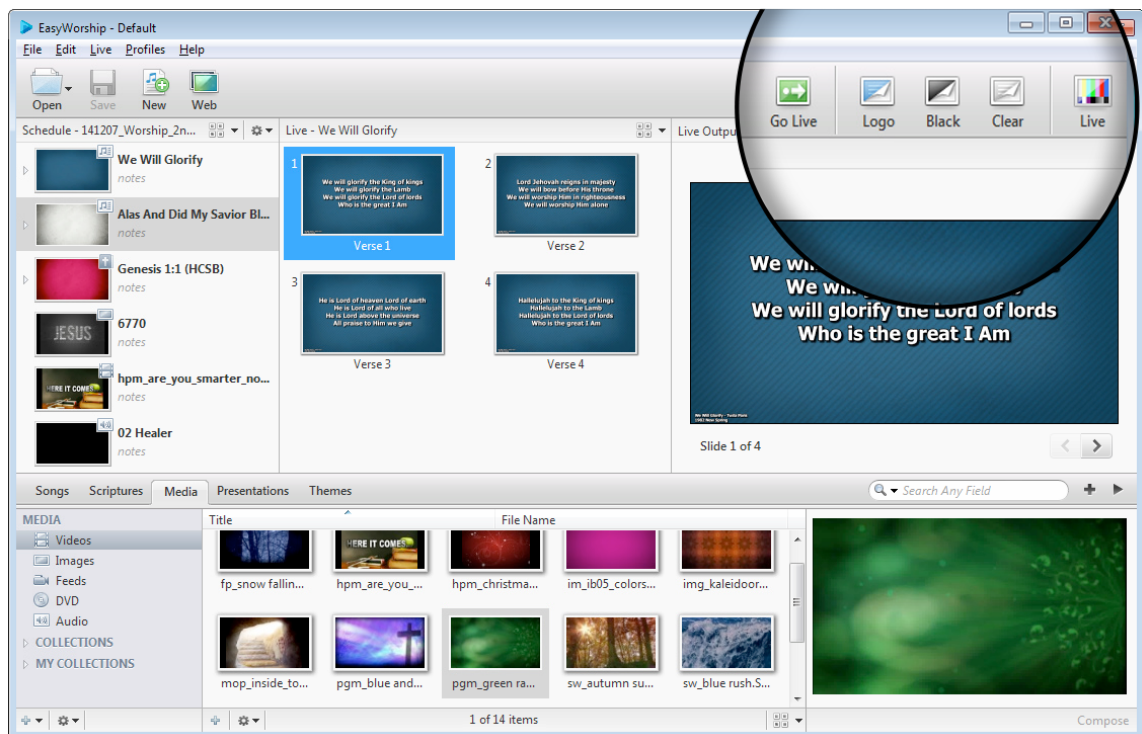 EasyWorship - Default
File Edit Live Profiles Help
Open Save New Web
Go Live Logo Black Clear Live
Schedule - 141207_Worship_2n...
We Will Glorify
notes
Alas And Did My Savior Bl...
notes
Genesis 1:1 (HCSB)
notes
JESUS
6770
notes
HERE IT COMES
hpm_are_you_smarter_no...
notes
02 Healer
notes
Live - We Will Glorify
1
We will glorify the King of kings
We will glorify the Lamb
We will glorify the Lord of lords
Who is the great I Am
Verse 1
2
Lord Jehovah reigns in majesty
We will bow before His throne
We will worship Him in righteousness
We will worship Him alone
Verse 2
3
He is Lord of heaven Lord of earth
He is Lord of all who live
He is Lord above the universe
All praise to Him we give
Verse 3
4
Hallelujah to the King of kings
Hallelujah to the Lamb
Hallelujah to the Lord of lords
Who is the great I Am
Verse 4
Live Outpu
We wi
We wi
We will glorify the Lord of lords
Who is the great I Am
Slide 1 of 4
Songs Scriptures Media Presentations Themes
Search Any Field
MEDIA
Videos
Images
Feeds
DVD
Audio
COLLECTIONS
MY COLLECTIONS
Title File Name
HERE IT COMES
fp_snow fallin... hpm_are_you_... hpm_christma... im_ib05_colors... img_kaleidoor...
mop_inside_to... pgm_blue and... pgm_green ra... sw_autumn su... sw_blue rush.S...
1 of 14 items
Compose